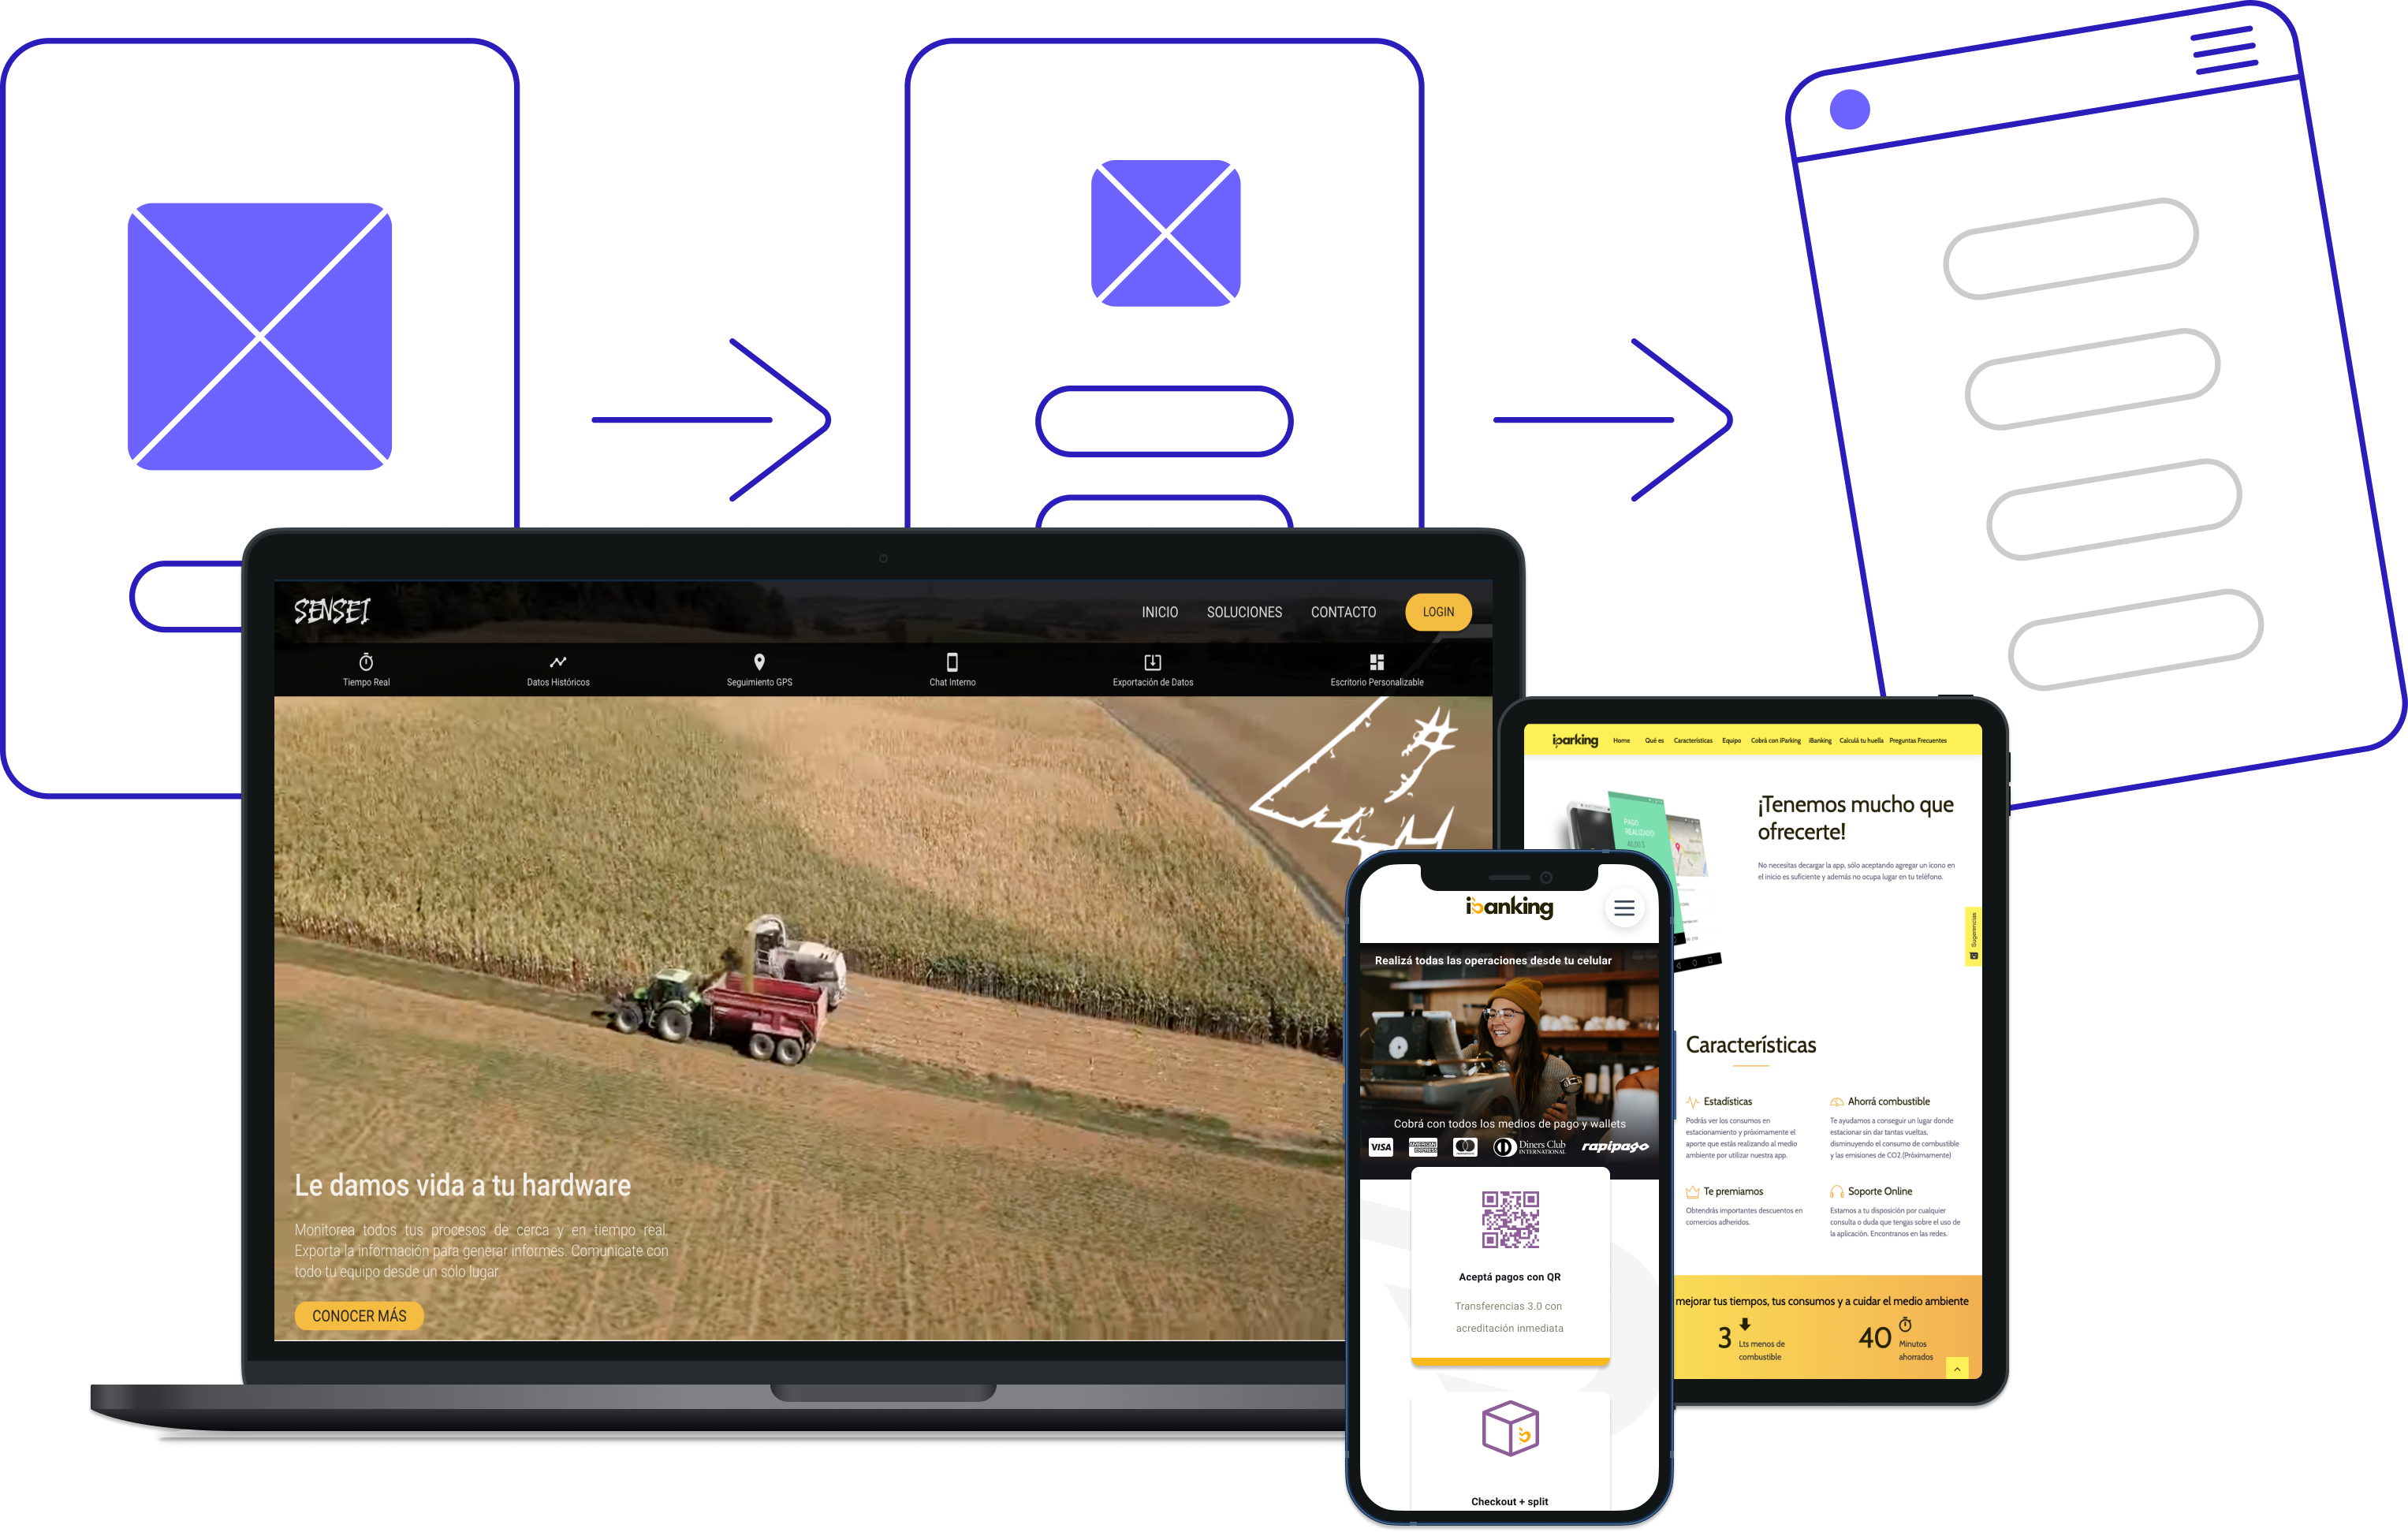 SENSEI
INICIO SOLUCIONES CONTACTO LOGIN
Tiempo Real
Datos Históricos
Seguimiento GPS
Chat Interno
Exportación de Datos
Escritorio Personalizable
Le damos vida a tu hardware
Monitorea todos tus procesos de cerca y en tiempo real.
Exporta la información para generar informes. Comunicate con
todo tu equipo desde un sólo lugar.
CONOCER MÁS
ibanking
Realizá todas las operaciones desde tu celular
Cobrá con todos los medios de pago y wallets
VISA
AMERICAN EXPRESS
Diners Club
INTERNATIONAL
rapipago
Aceptá pagos con QR
Transferencias 3.0 con
acreditación inmediata
Checkout + split
iparking
Home Qué es Características Equipo Cobrá con iParking iBanking Calculá tu huella Preguntas Frecuentes
PAGO
REALIZADO
¡Tenemos mucho que
ofrecerte!
No necesitas decargar la app, sólo aceptando agregar un ícono en
el inicio es suficiente y además no ocupa lugar en tu teléfono.
Sugerencias
Características
Estadísticas
Podrás ver los consumos en
estacionamiento y próximamente el
aporte que estás realizando al medio
ambiente por utilizar nuestra app.
Ahorrá combustible
Te ayudamos a conseguir un lugar donde
estacionar sin dar tantas vueltas,
disminuyendo el consumo de combustible
y las emisiones de CO2.(Próximamente)
Te premiamos
Obtendrás importantes descuentos en
comercios adheridos.
Soporte Online
Estamos a tu disposición por cualquier
consulta o duda que tengas sobre el uso de
la aplicación. Encontranos en las redes.
mejorar tus tiempos, tus consumos y a cuidar el medio ambiente
3
Lts menos de
combustible
40
Minutos
ahorrados